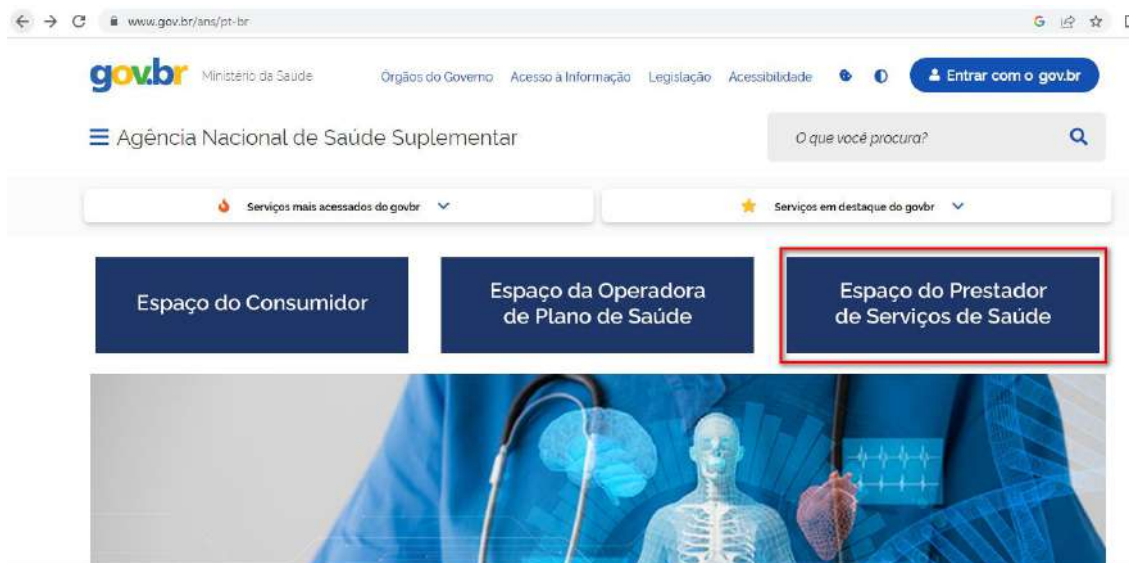 www.gov.br/ans/pt-br
gov.br Ministério da Saúde Órgãos do Governo Acesso à Informação Legislação Acessibilidade Entrar com o gov.br
Agência Nacional de Saúde Suplementar O que você procura?
Serviços mais acessados do govbr Serviços em destaque do govbr
Espaço do Consumidor
Espaço da Operadora
de Plano de Saúde
Espaço do Prestador
de Serviços de Saúde